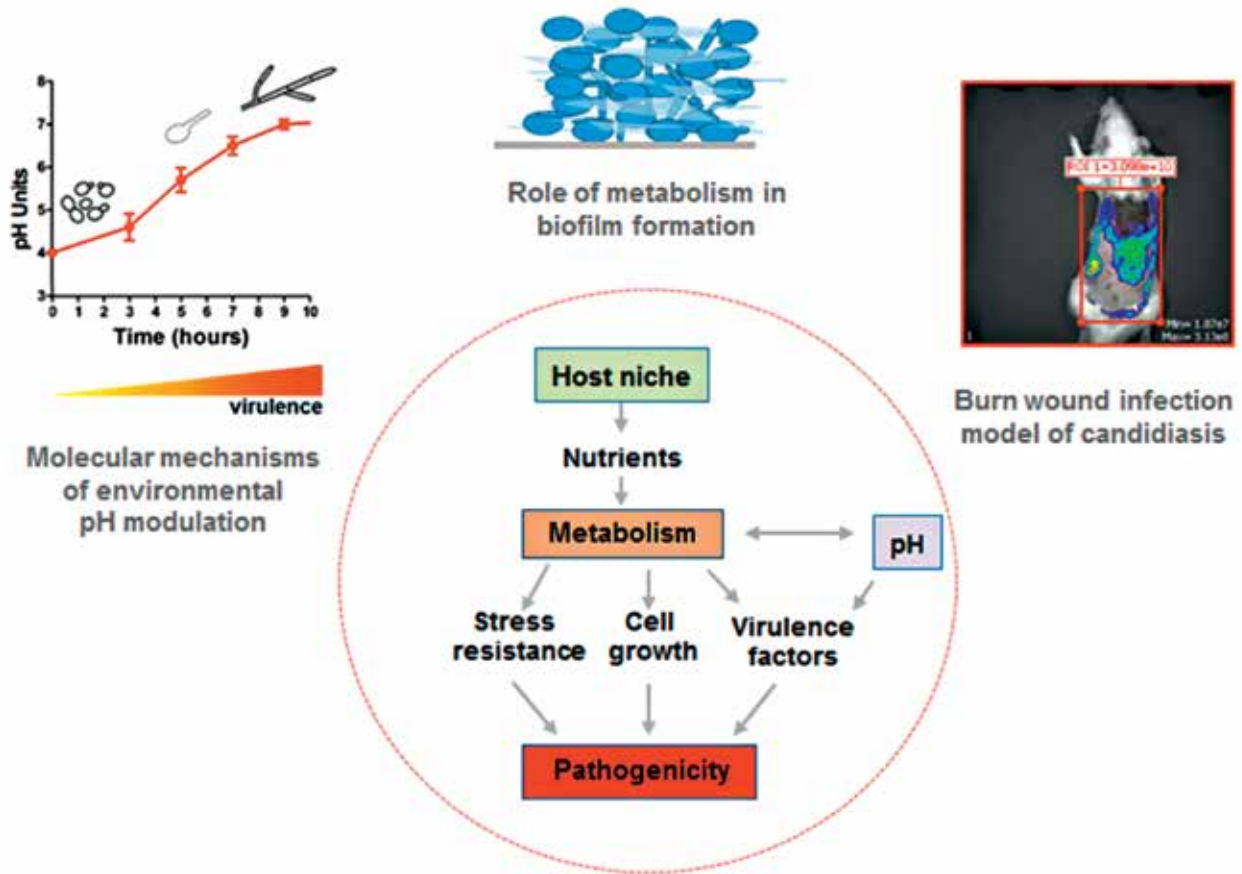 8
7
6
5
4
3
pH Units
0 1 2 3 4 5 6 7 8 9 10
Time (hours)
virulence
Molecular mechanisms
of environmental
pH modulation
Role of metabolism in
biofilm formation
1
Burn wound infection
model of candidiasis
Host niche
Nutrients
Metabolism
pH
Stress
resistance
Cell
growth
Virulence
factors
Pathogenicity